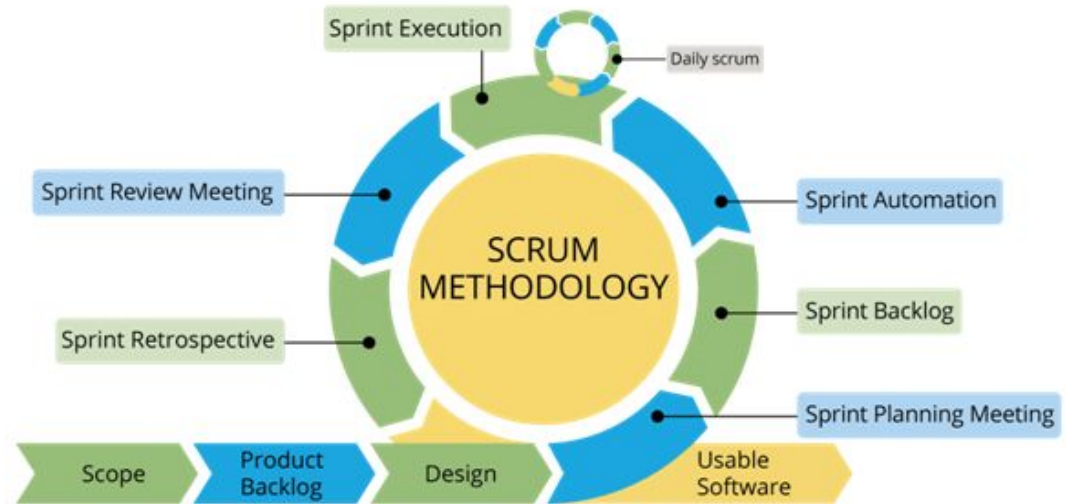 Sprint Execution
Daily scrum
Sprint Review Meeting
Sprint Automation
SCRUM
METHODOLOGY
Sprint Backlog
Sprint Retrospective
Sprint Planning Meeting
Scope
Product
Backlog
Design
Usable
Software